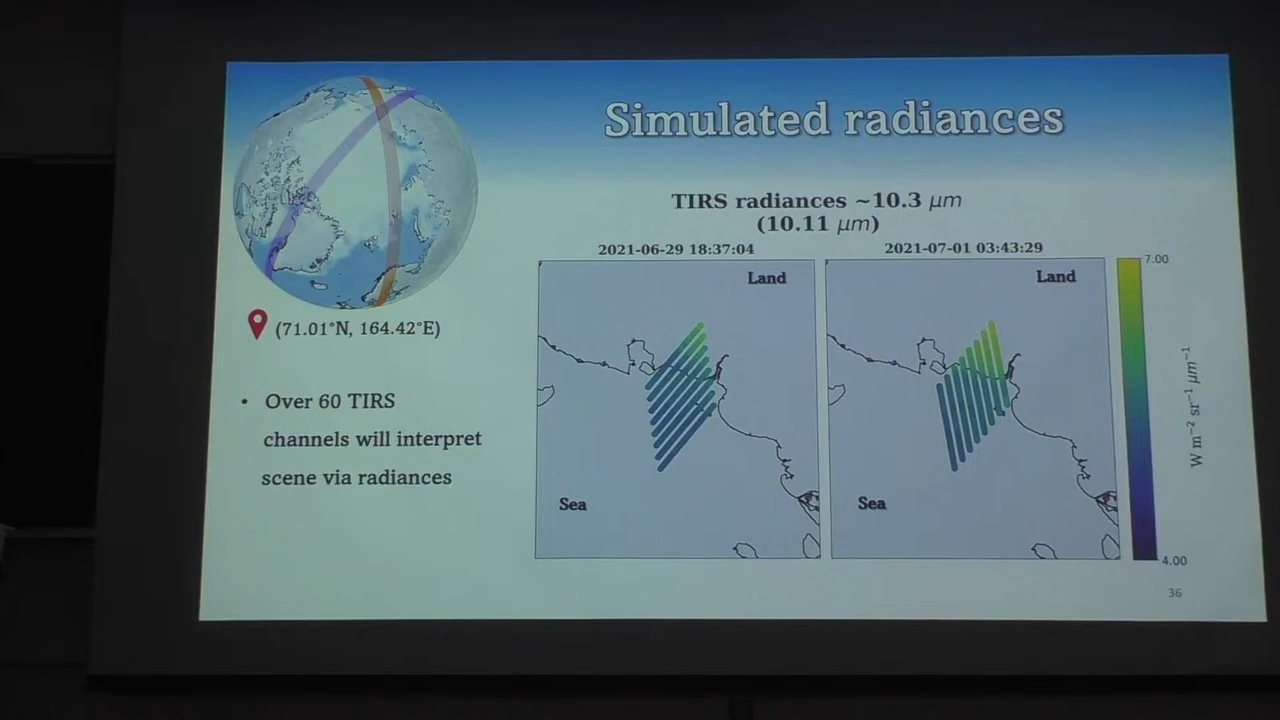 Simulated radiances
TIRS radiances ~10.3 μm
(10.11 μm)
2021-06-29 18:37:04
2021-07-01 03:43:29
Land
Land
7.00
(71.01°N, 164.42°E)
• Over 60 TIRS
channels will interpret
scene via radiances
W m⁻² sr⁻¹ μm⁻¹
Sea
Sea
4.00
36